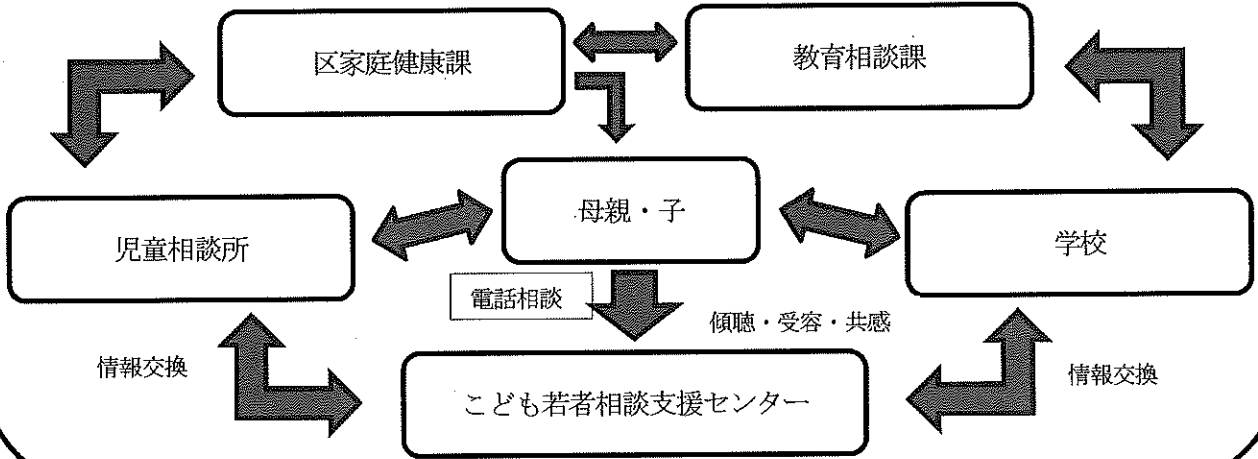 区家庭健康課
教育相談課
母親・子
児童相談所
学校
電話相談
傾聴・受容・共感
情報交換
情報交換
こども若者相談支援センター